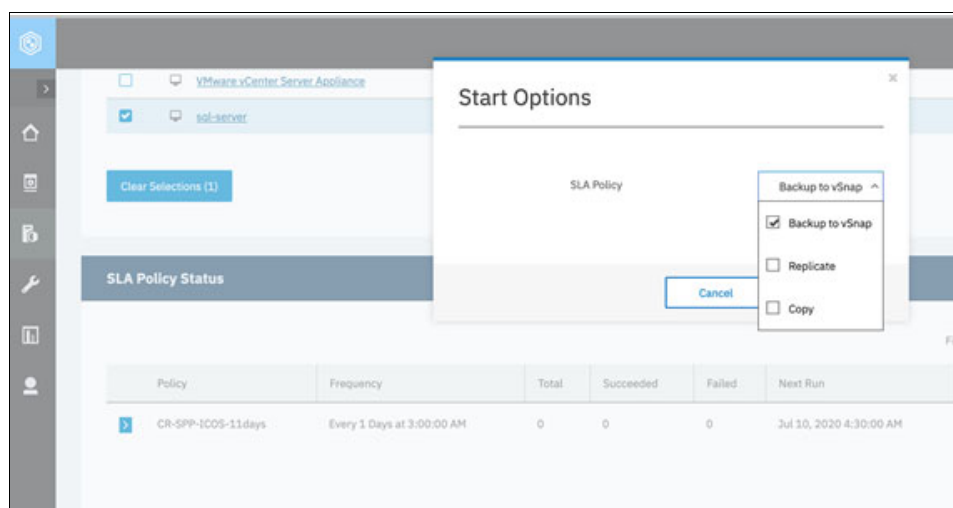 VMware vCenter Server Appliance
sql-server
Clear Selections (1)
Start Options
SLA Policy
Backup to vSnap
Backup to vSnap
Replicate
Copy
Cancel
SLA Policy Status
Policy Frequency Total Succeeded Failed Next Run
CR-SPP-ICOS-11days Every 1 Days at 3:00:00 AM 0 0 0 Jul 10, 2020 4:30:00 AM